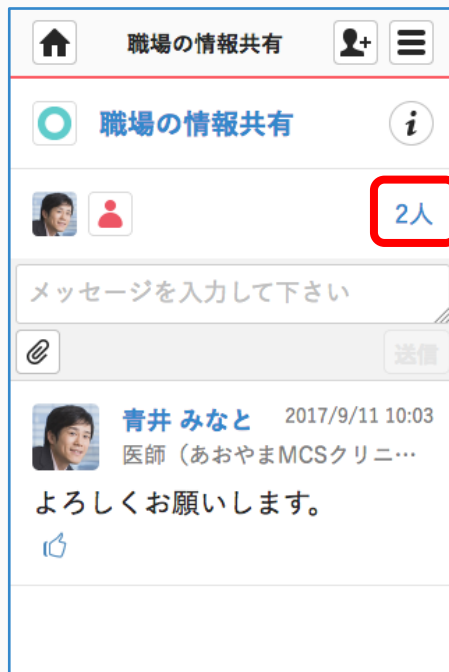 職場の情報共有
職場の情報共有
i
2人
メッセージを入力して下さい
送信
青井 みなと 2017/9/11 10:03
医師（あおやまMCSクリニ…
よろしくお願いします。